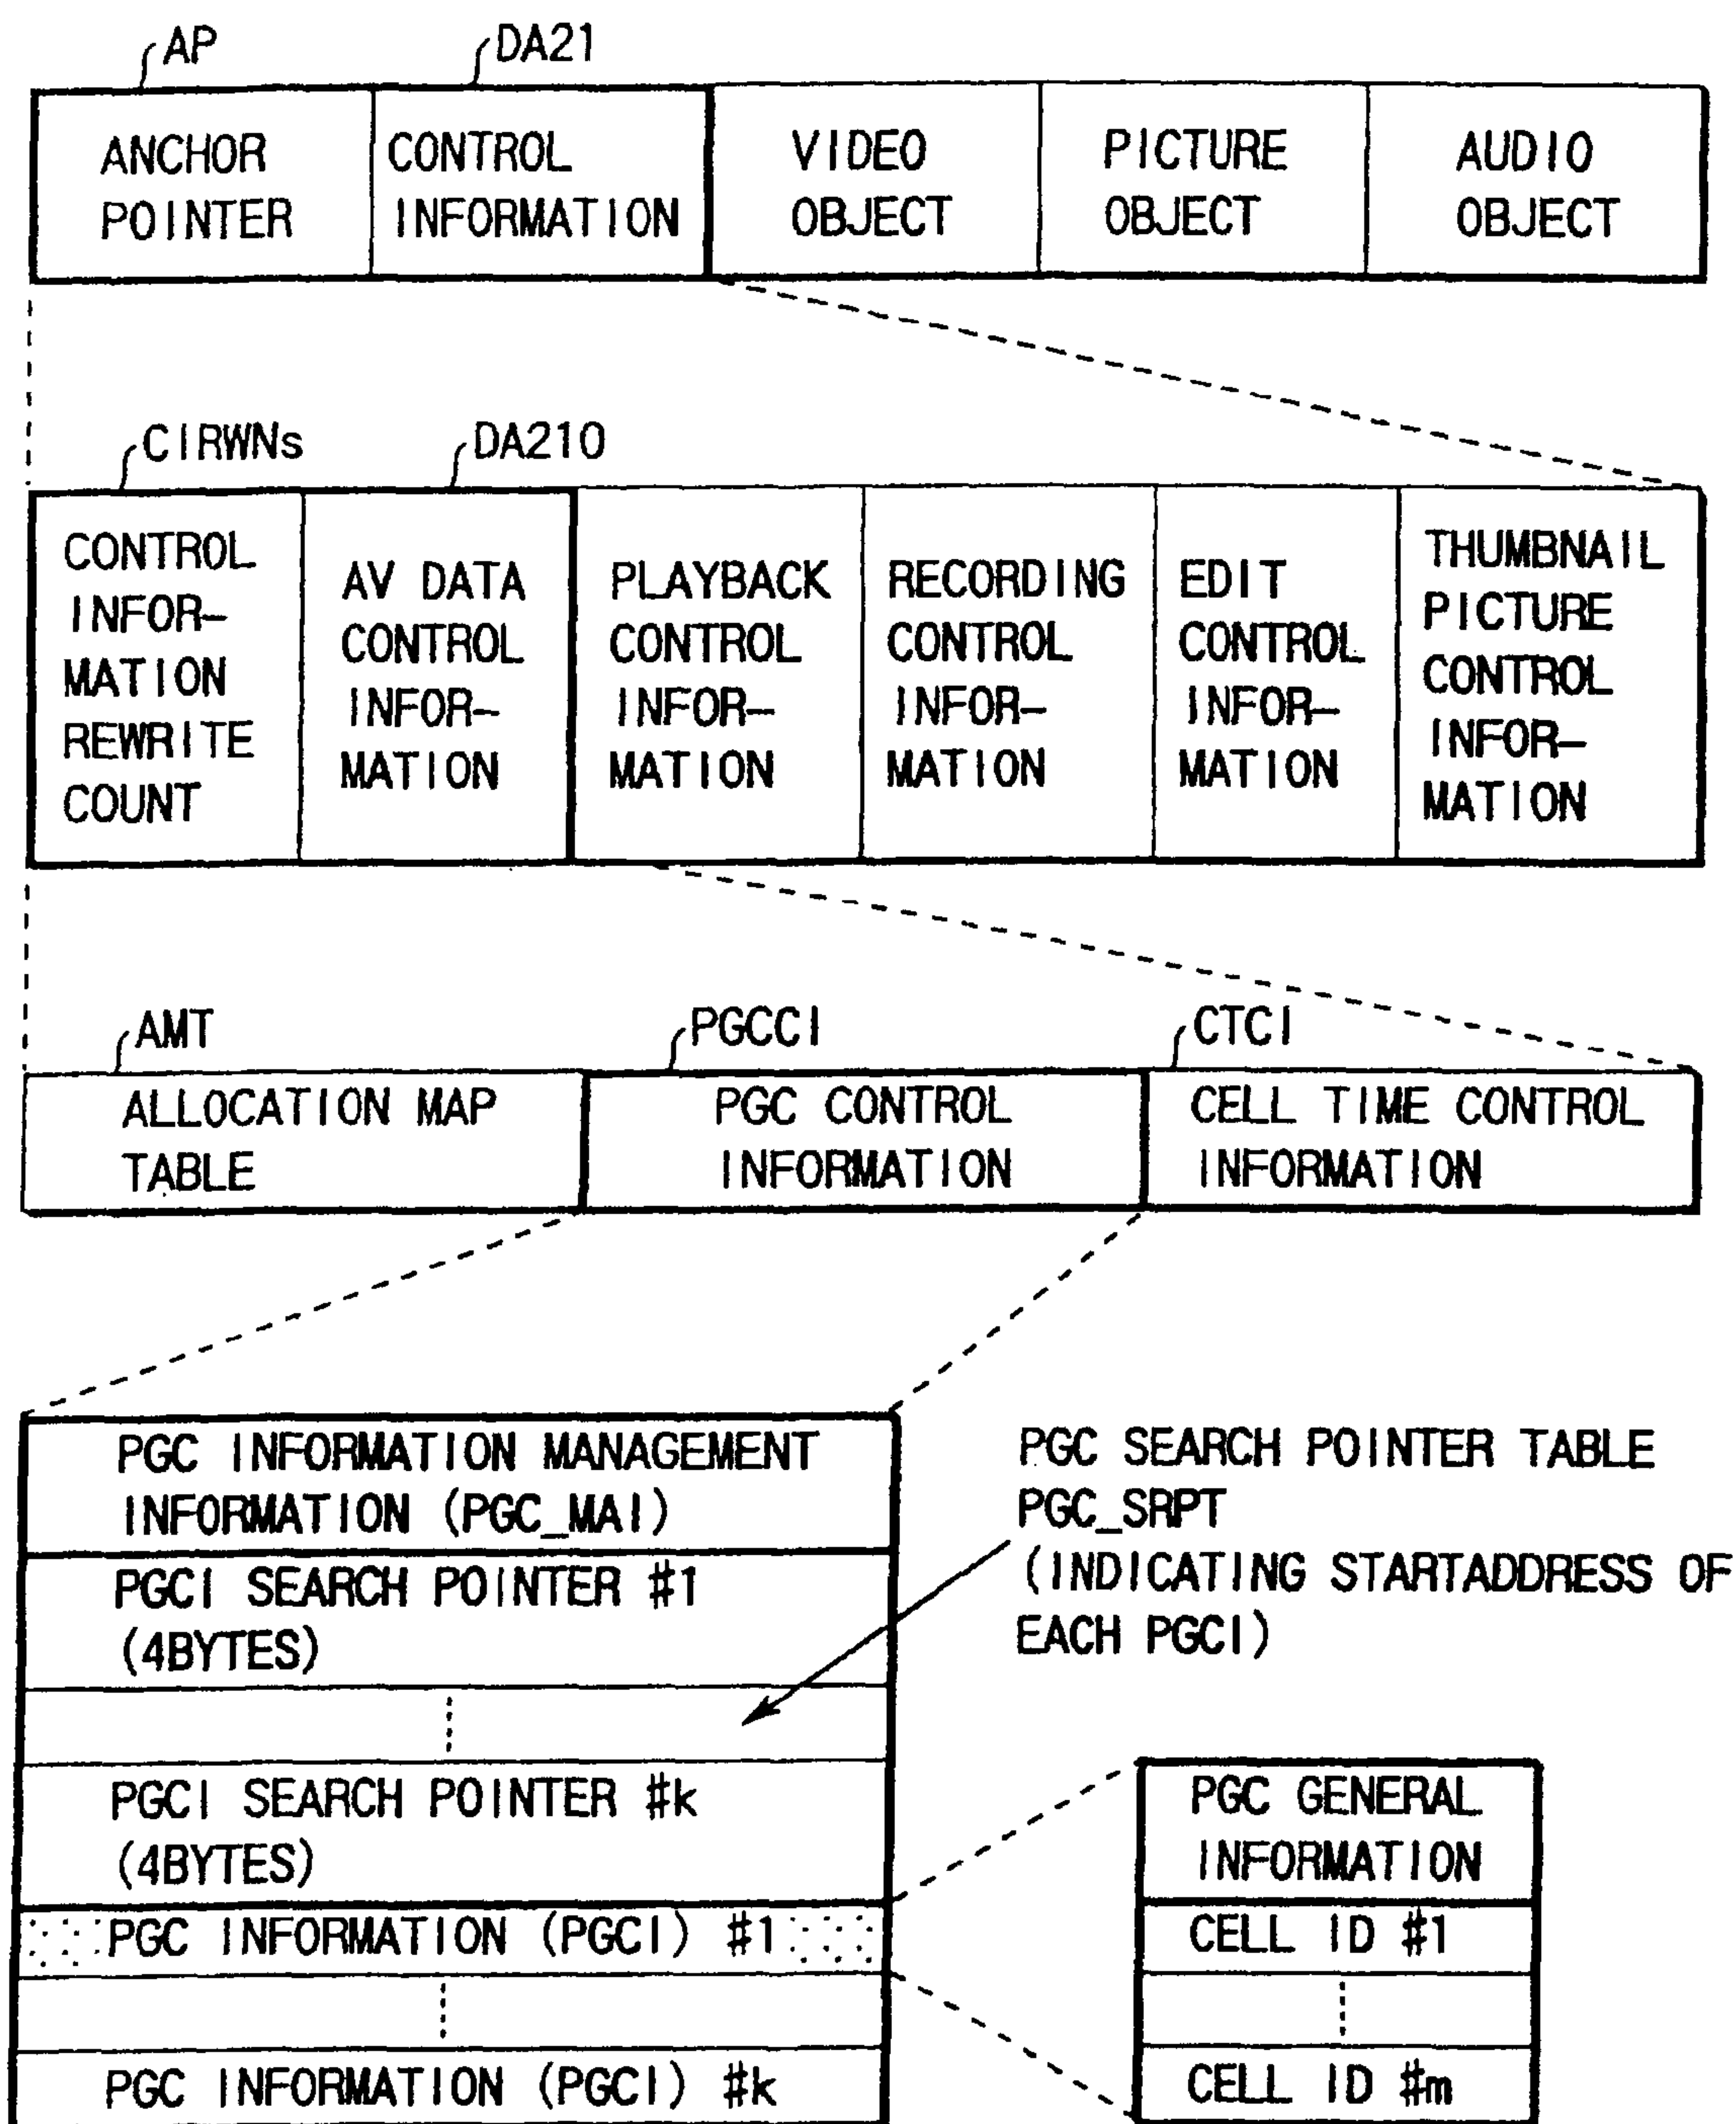 AP
DA21
ANCHOR
POINTER
CONTROL
INFORMATION
VIDEO
OBJECT
PICTURE
OBJECT
AUDIO
OBJECT
CIRWNs
DA210
CONTROL
INFOR-
MATION
REWRITE
COUNT
AV DATA
CONTROL
INFOR-
MATION
PLAYBACK
CONTROL
INFOR-
MATION
RECORDING
CONTROL
INFOR-
MATION
EDIT
CONTROL
INFOR-
MATION
THUMBNAIL
PICTURE
CONTROL
INFOR-
MATION
AMT
PGCCI
CTCI
ALLOCATION MAP
TABLE
PGC CONTROL
INFORMATION
CELL TIME CONTROL
INFORMATION
PGC INFORMATION MANAGEMENT
INFORMATION (PGC_MAI)
PGCI SEARCH POINTER #1
(4BYTES)
PGCI SEARCH POINTER #k
(4BYTES)
PGC INFORMATION (PGCI) #1
PGC INFORMATION (PGCI) #k
PGC SEARCH POINTER TABLE
PGC_SRPT
(INDICATING STARTADDRESS OF
EACH PGCI)
PGC GENERAL
INFORMATION
CELL ID #1
CELL ID #m